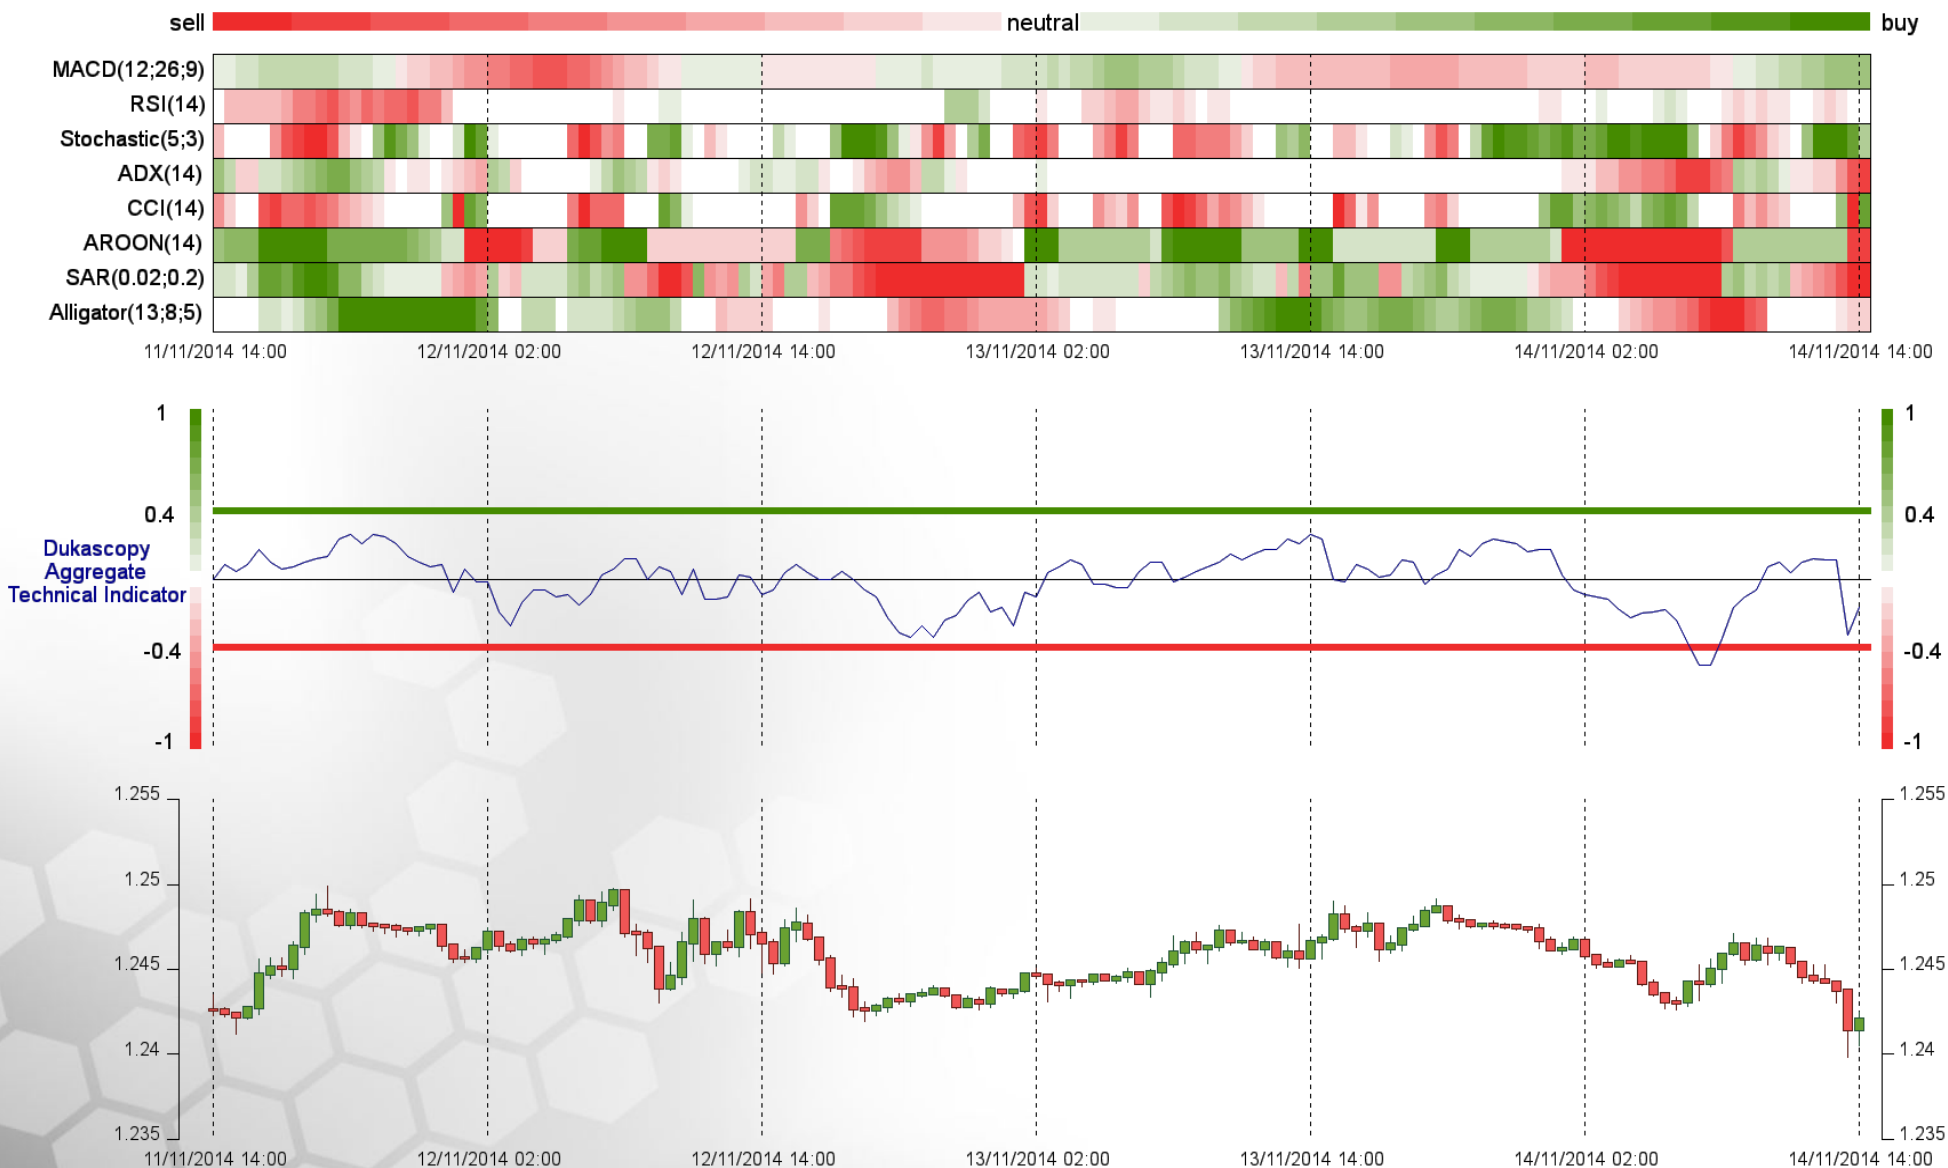 sell neutral buy
MACD(12;26;9)
RSI(14)
Stochastic(5;3)
ADX(14)
CCI(14)
AROON(14)
SAR(0.02;0.2)
Alligator(13;8;5)
11/11/2014 14:00 12/11/2014 02:00 12/11/2014 14:00 13/11/2014 02:00 13/11/2014 14:00 14/11/2014 02:00 14/11/2014 14:00
1 1
0.4 0.4
Dukascopy
Aggregate
Technical Indicator
-0.4 -0.4
-1 -1
1.255 1.255
1.25 1.25
1.245 1.245
1.24 1.24
1.235 1.235
11/11/2014 14:00 12/11/2014 02:00 12/11/2014 14:00 13/11/2014 02:00 13/11/2014 14:00 14/11/2014 02:00 14/11/2014 14:00